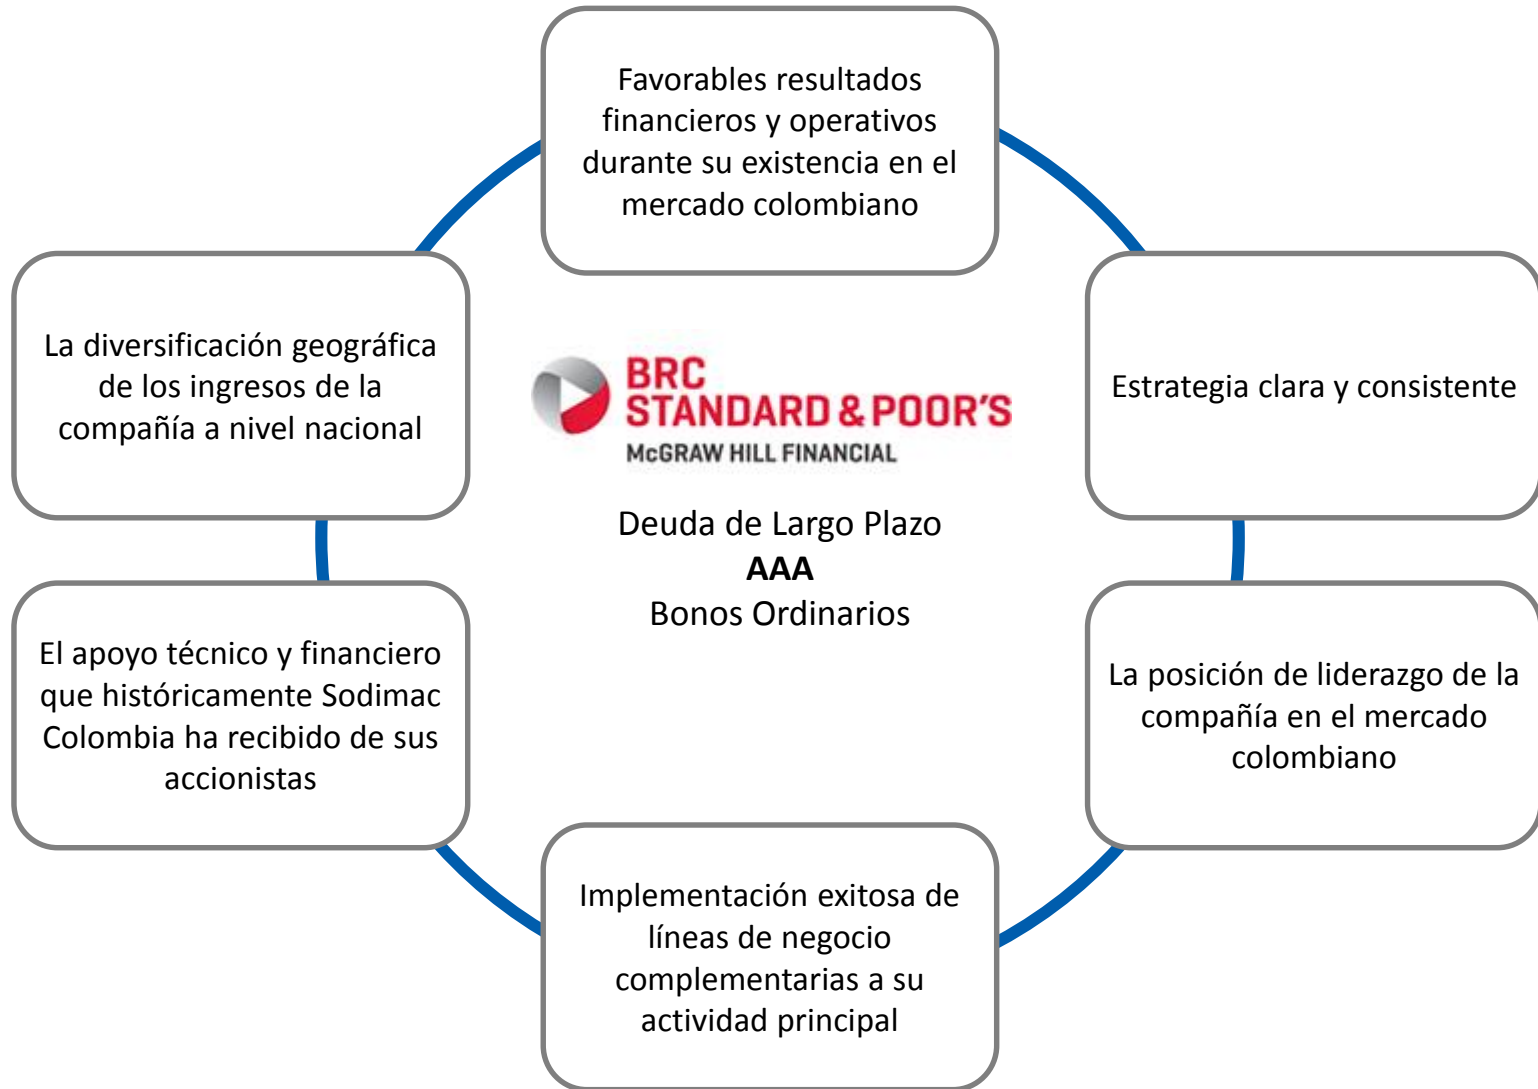 Favorables resultados
financieros y operativos
durante su existencia en el
mercado colombiano
Estrategia clara y consistente
La posición de liderazgo de la
compañía en el mercado
colombiano
Implementación exitosa de
líneas de negocio
complementarias a su
actividad principal
El apoyo técnico y financiero
que históricamente Sodimac
Colombia ha recibido de sus
accionistas
La diversificación geográfica
de los ingresos de la
compañía a nivel nacional
BRC
STANDARD & POOR'S
McGRAW HILL FINANCIAL
Deuda de Largo Plazo
AAA
Bonos Ordinarios